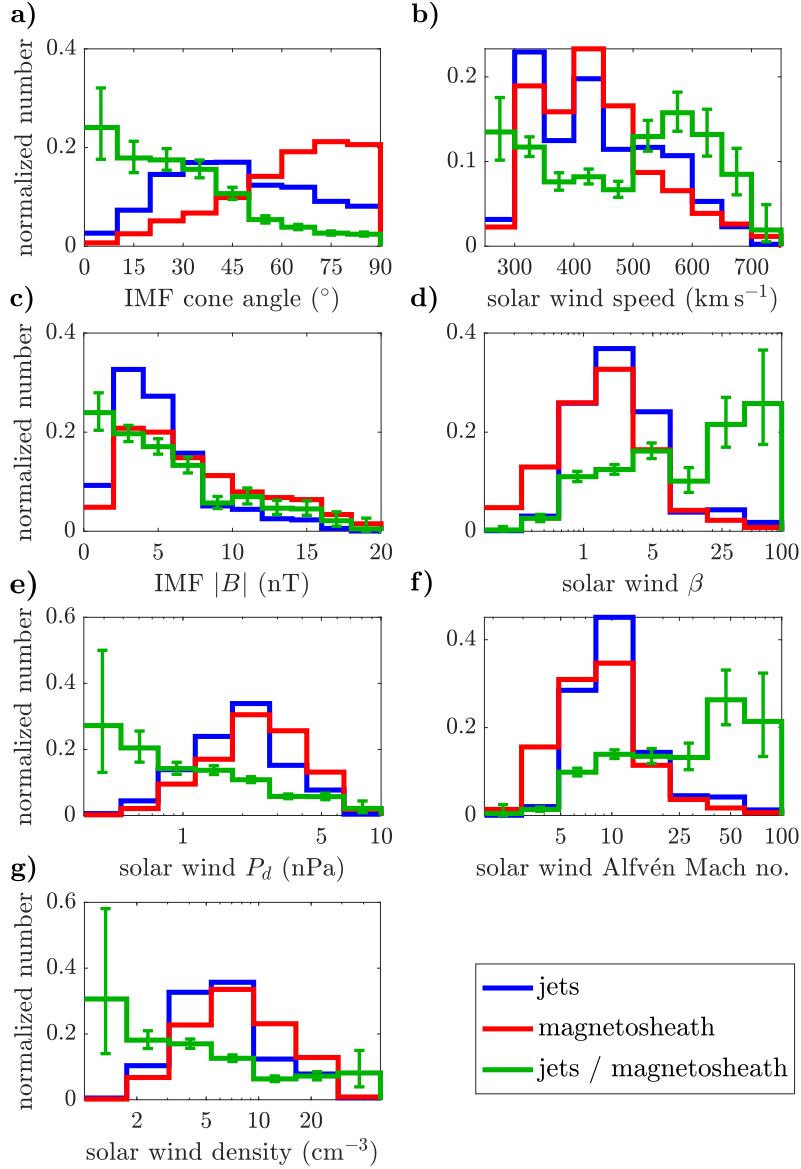 a)
normalized number
0.4
0.2
0
0 15 30 45 60 75 90
IMF cone angle (°)
b)
0.2
0.1
0
300 400 500 600 700
solar wind speed (km s⁻¹)
c)
normalized number
0.4
0.2
0
0 5 10 15 20
IMF |B| (nT)
d)
0.4
0.2
0
1 5 25 100
solar wind β
e)
normalized number
0.6
0.4
0.2
0
1 5 10
solar wind P_d (nPa)
f)
0.4
0.2
0
5 10 25 50 100
solar wind Alfvén Mach no.
g)
normalized number
0.6
0.4
0.2
0
2 5 10 20
solar wind density (cm⁻³)
jets
magnetosheath
jets / magnetosheath